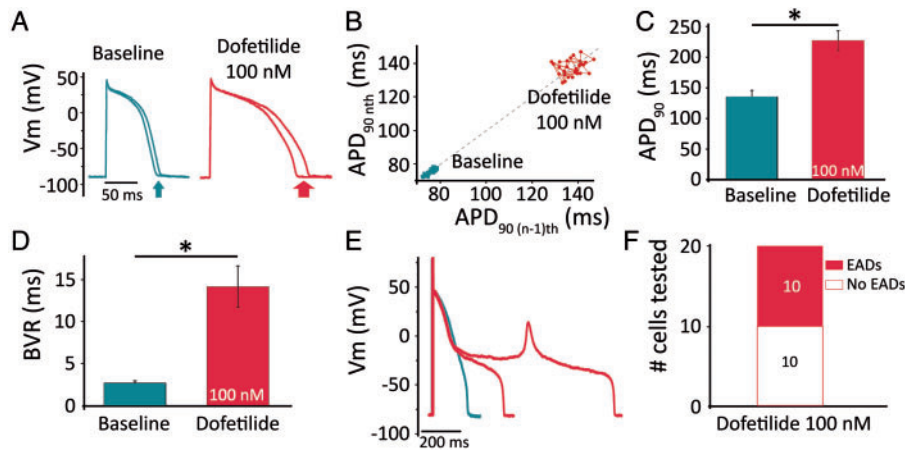 A
Baseline
Dofetilide
100 nM
Vm (mV)
50
0
-50
-100
50 ms
B
APD90 nth (ms)
160
140
120
100
80
Dofetilide
100 nM
Baseline
80
100
120
140
APD90 (n-1)th (ms)
C
*
APD90 (ms)
250
200
150
100
50
0
100 nM
Baseline
Dofetilide
D
*
BVR (ms)
15
10
5
0
100 nM
Baseline
Dofetilide
E
Vm (mV)
50
0
-50
-100
200 ms
F
# cells tested
20
10
0
10
10
EADs
No EADs
Dofetilide 100 nM